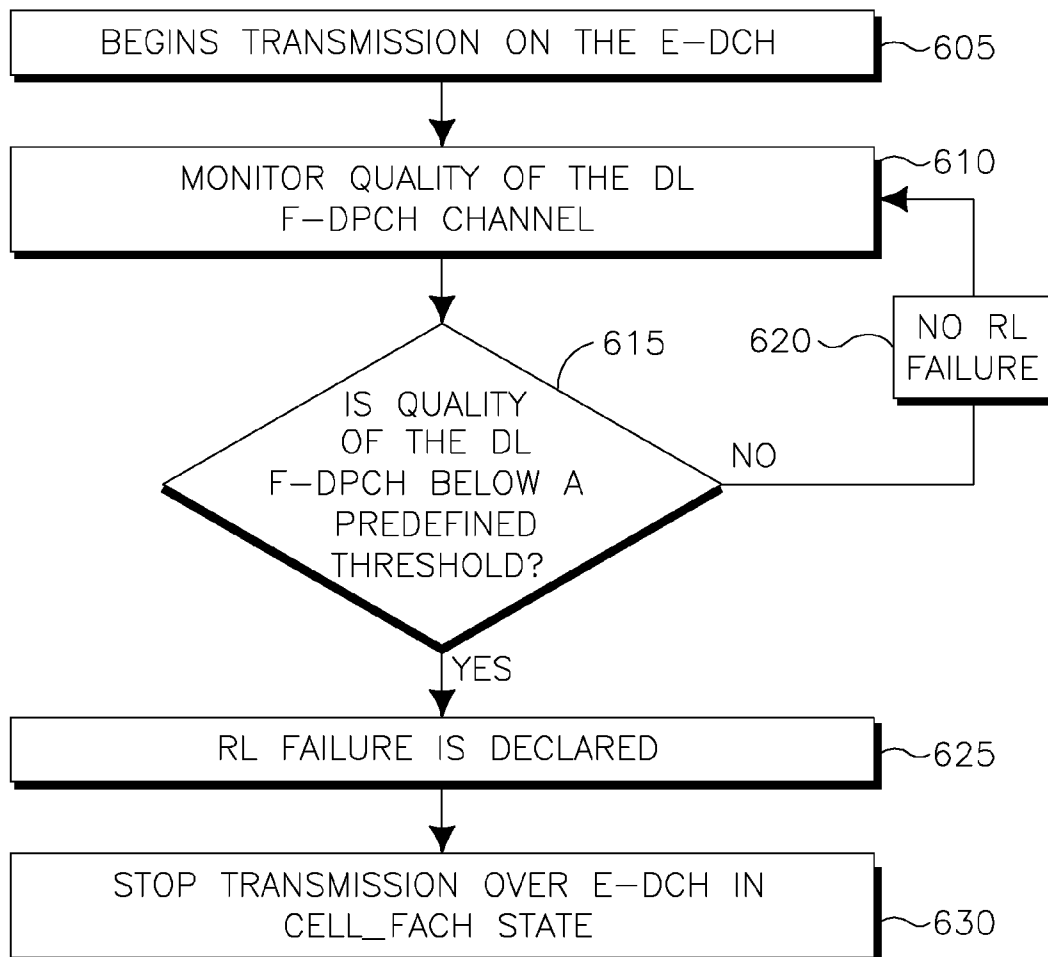 BEGINS TRANSMISSION ON THE E-DCH
605
MONITOR QUALITY OF THE DL
F-DPCH CHANNEL
610
615
IS QUALITY
OF THE DL
F-DPCH BELOW A
PREDEFINED
THRESHOLD?
NO
620
NO RL
FAILURE
YES
RL FAILURE IS DECLARED
625
STOP TRANSMISSION OVER E-DCH IN
CELL_FACH STATE
630